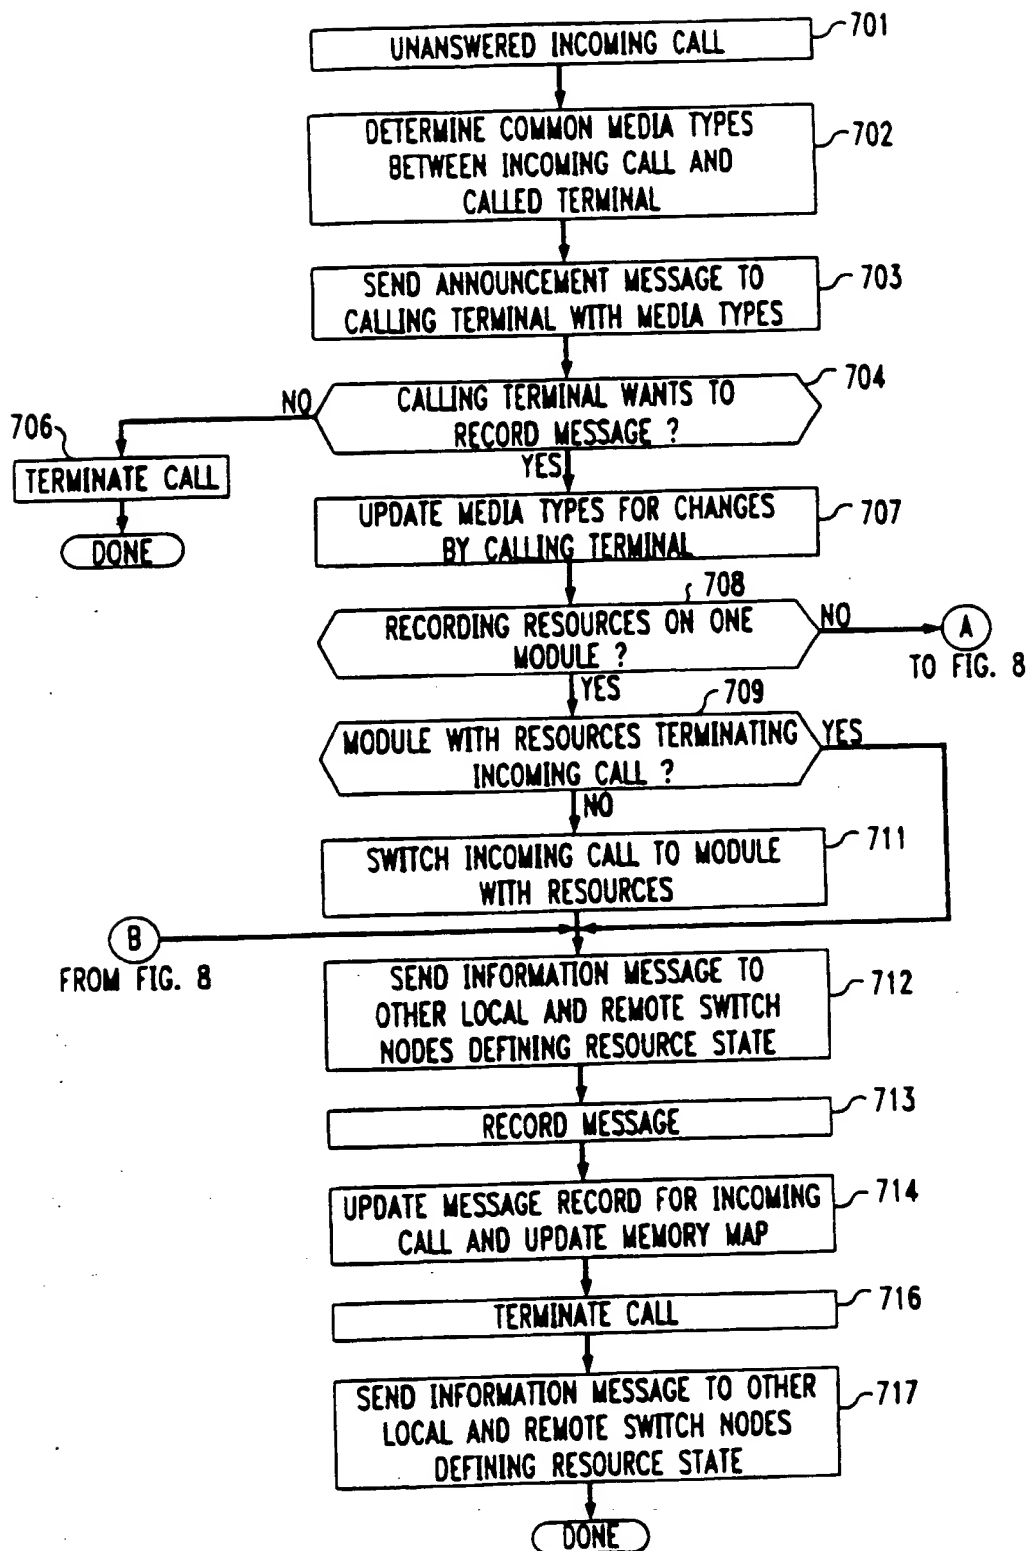 UNANSWERED INCOMING CALL
701
DETERMINE COMMON MEDIA TYPES
BETWEEN INCOMING CALL AND
CALLED TERMINAL
702
SEND ANNOUNCEMENT MESSAGE TO
CALLING TERMINAL WITH MEDIA TYPES
703
CALLING TERMINAL WANTS TO
RECORD MESSAGE ?
704
NO
706
TERMINATE CALL
DONE
YES
UPDATE MEDIA TYPES FOR CHANGES
BY CALLING TERMINAL
707
708
RECORDING RESOURCES ON ONE
MODULE ?
NO
A
TO FIG. 8
YES
709
MODULE WITH RESOURCES TERMINATING
INCOMING CALL ?
YES
NO
SWITCH INCOMING CALL TO MODULE
WITH RESOURCES
711
B
FROM FIG. 8
SEND INFORMATION MESSAGE TO
OTHER LOCAL AND REMOTE SWITCH
NODES DEFINING RESOURCE STATE
712
RECORD MESSAGE
713
UPDATE MESSAGE RECORD FOR INCOMING
CALL AND UPDATE MEMORY MAP
714
TERMINATE CALL
716
SEND INFORMATION MESSAGE TO OTHER
LOCAL AND REMOTE SWITCH NODES
DEFINING RESOURCE STATE
717
DONE